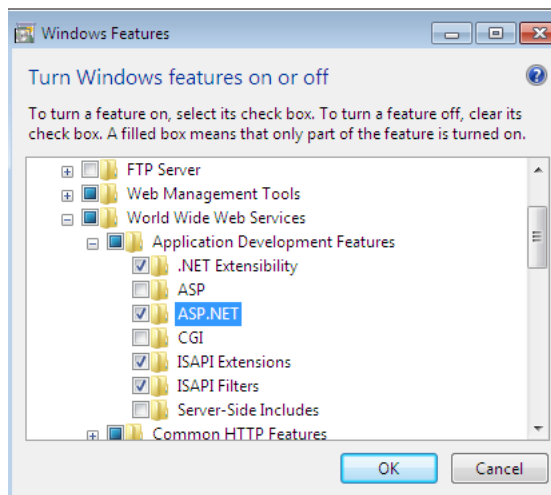 Windows Features
Turn Windows features on or off
To turn a feature on, select its check box. To turn a feature off, clear its
check box. A filled box means that only part of the feature is turned on.
FTP Server
Web Management Tools
World Wide Web Services
Application Development Features
.NET Extensibility
ASP
ASP.NET
CGI
ISAPI Extensions
ISAPI Filters
Server-Side Includes
Common HTTP Features
OK Cancel